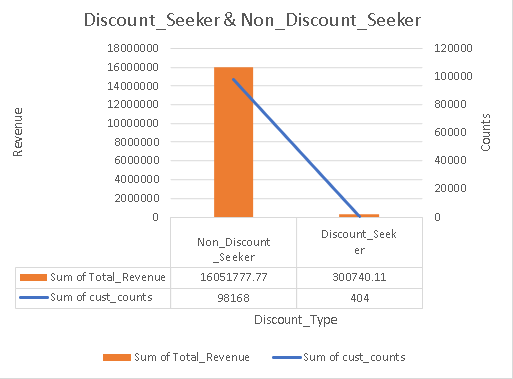 Discount_Seeker & Non_Discount_Seeker
18000000
16000000
14000000
12000000
10000000
8000000
6000000
4000000
2000000
0
Revenue
120000
100000
80000
60000
40000
20000
0
Counts
Non_Discount
_Seeker
Discount_Seek
er
Sum of Total_Revenue 16051777.77 300740.11
Sum of cust_counts 98168 404
Discount_Type
Sum of Total_Revenue Sum of cust_counts